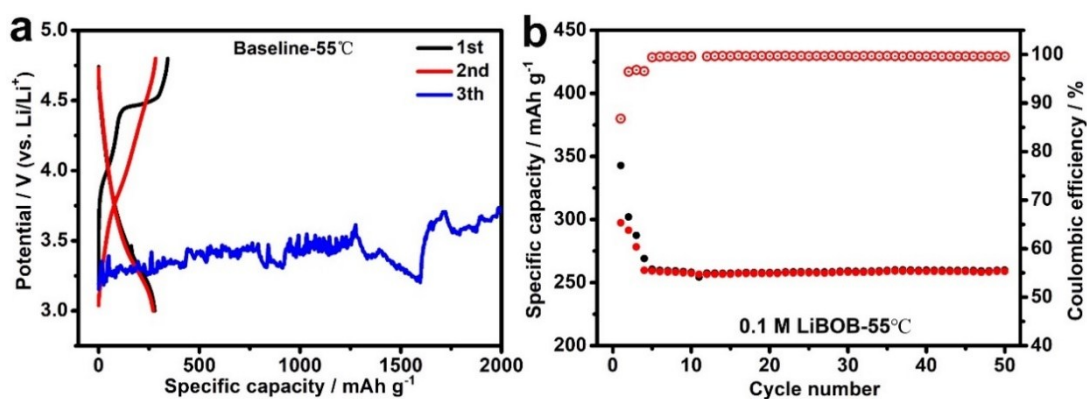 a
Baseline-55℃
1st
2nd
3th
5.0
4.5
4.0
3.5
3.0
Potential / V (vs. Li/Li⁺)
0 500 1000 1500 2000
Specific capacity / mAh g⁻¹
b
450
400
350
300
250
200
Specific capacity / mAh g⁻¹
100
90
80
70
60
50
40
Coulombic efficiency / %
0.1 M LiBOB-55℃
0 10 20 30 40 50
Cycle number